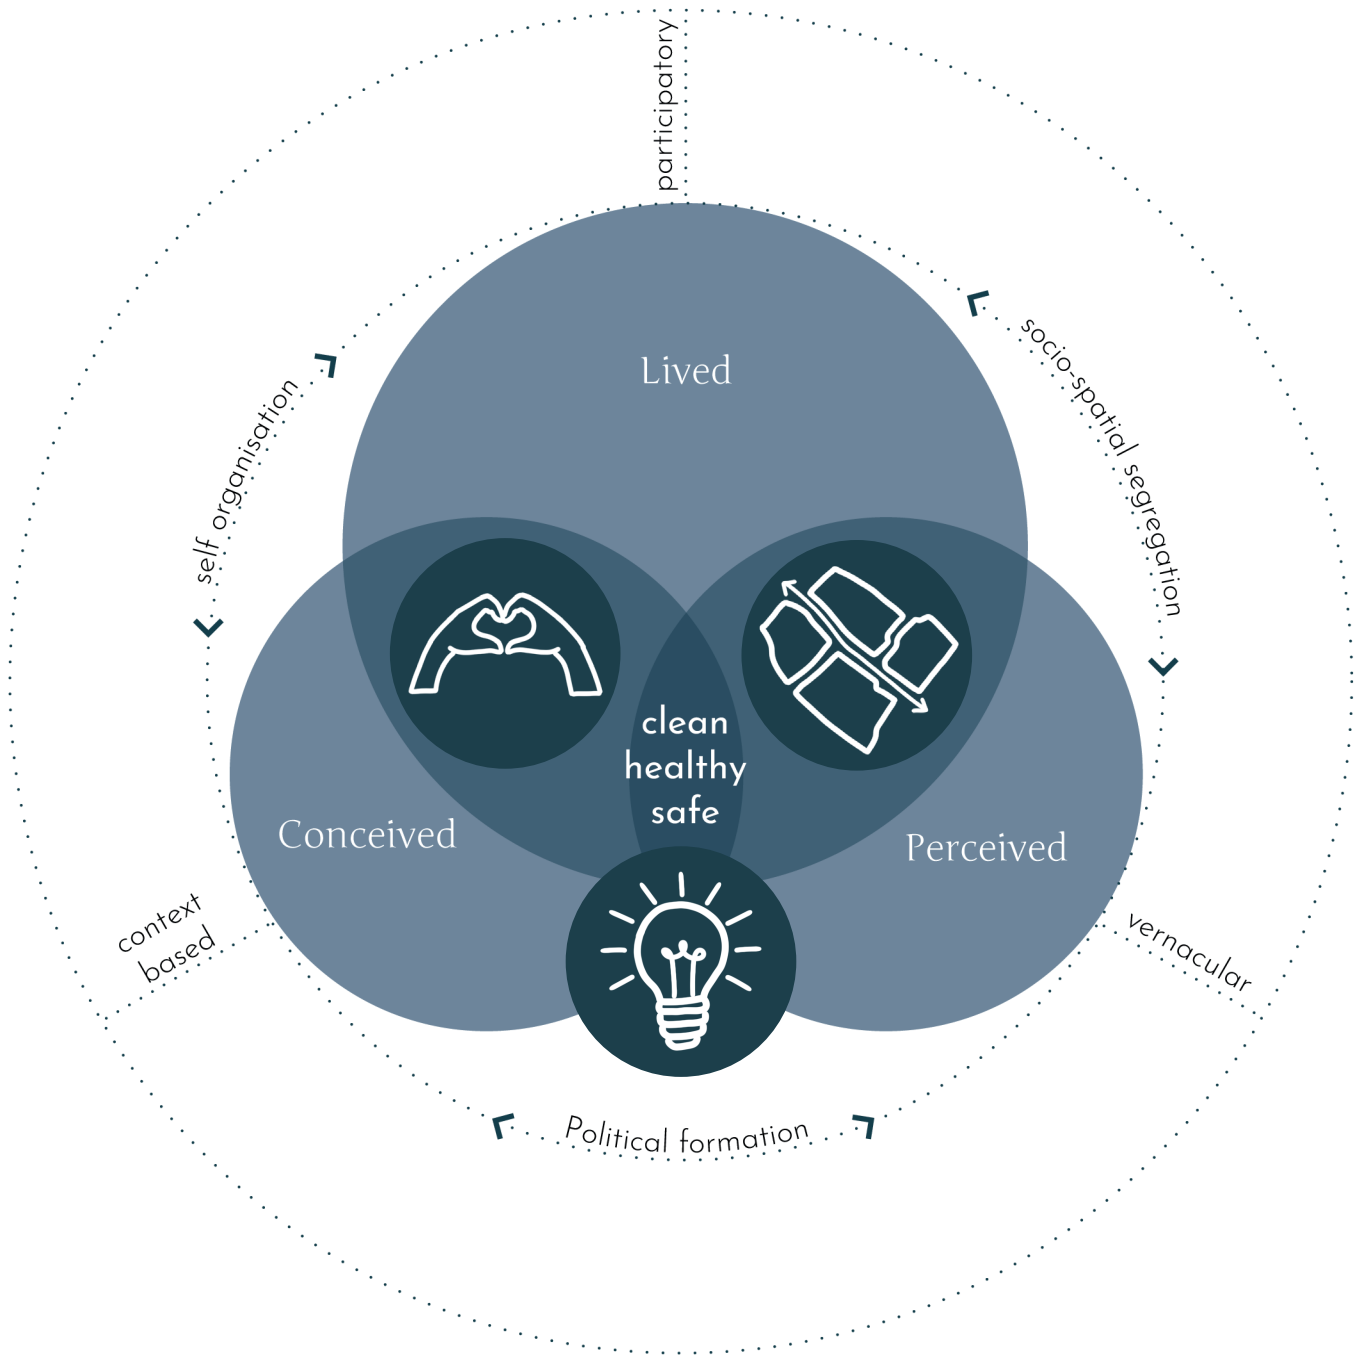 participatory
socio-spatial segregation
self organisation
Lived
clean
healthy
safe
Conceived
Perceived
context
based
vernacular
Political formation